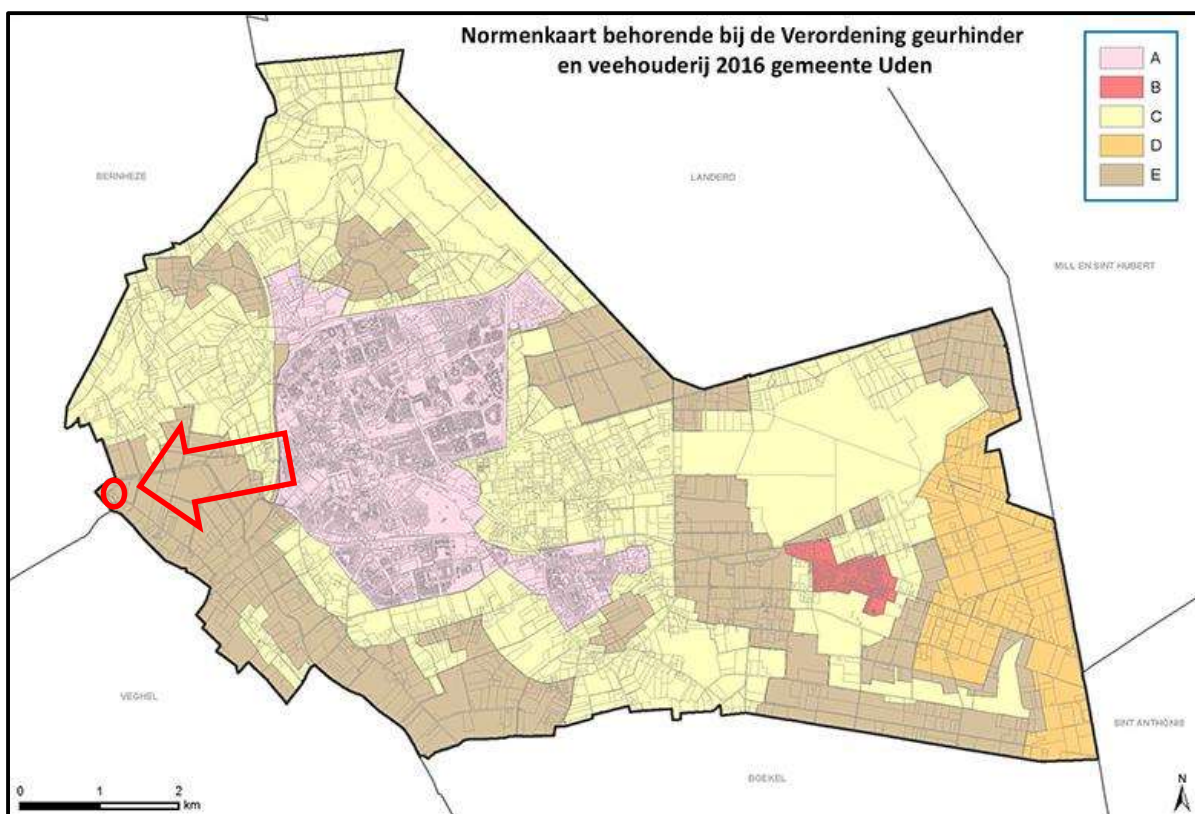 Normenkaart behorende bij de Verordening geurhinder
en veehouderij 2016 gemeente Uden
A
B
C
D
E
BERNHEZE
LANDERD
MILL EN SINT HUBERT
VEGHEL
SINT ANTHONIS
BOEKEL
0 1 2
km
N